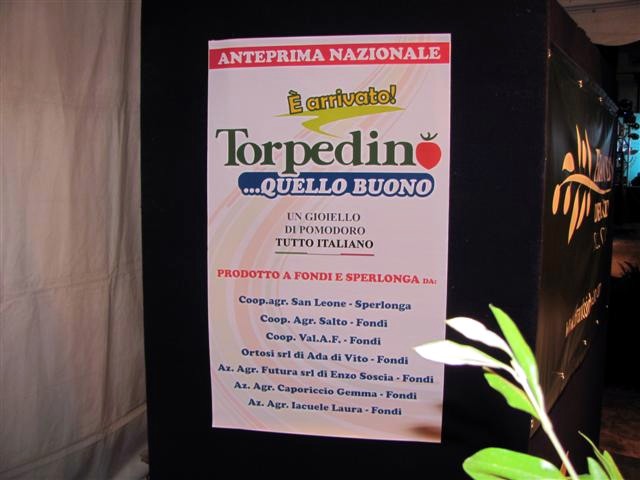 ANTEPRIMA NAZIONALE
È arrivato!
Torpedino
...QUELLO BUONO
UN GIOIELLO
DI POMODORO
TUTTO ITALIANO
PRODOTTO A FONDI E SPERLONGA DA:
Coop.agr. San Leone - Sperlonga
Coop. Agr. Salto - Fondi
Coop. Val.A.F. - Fondi
Ortosi srl di Ada di Vito - Fondi
Az. Agr. Futura srl di Enzo Soscia - Fondi
Az. Agr. Caporiccio Gemma - Fondi
Az. Agr. Iacuele Laura - Fondi